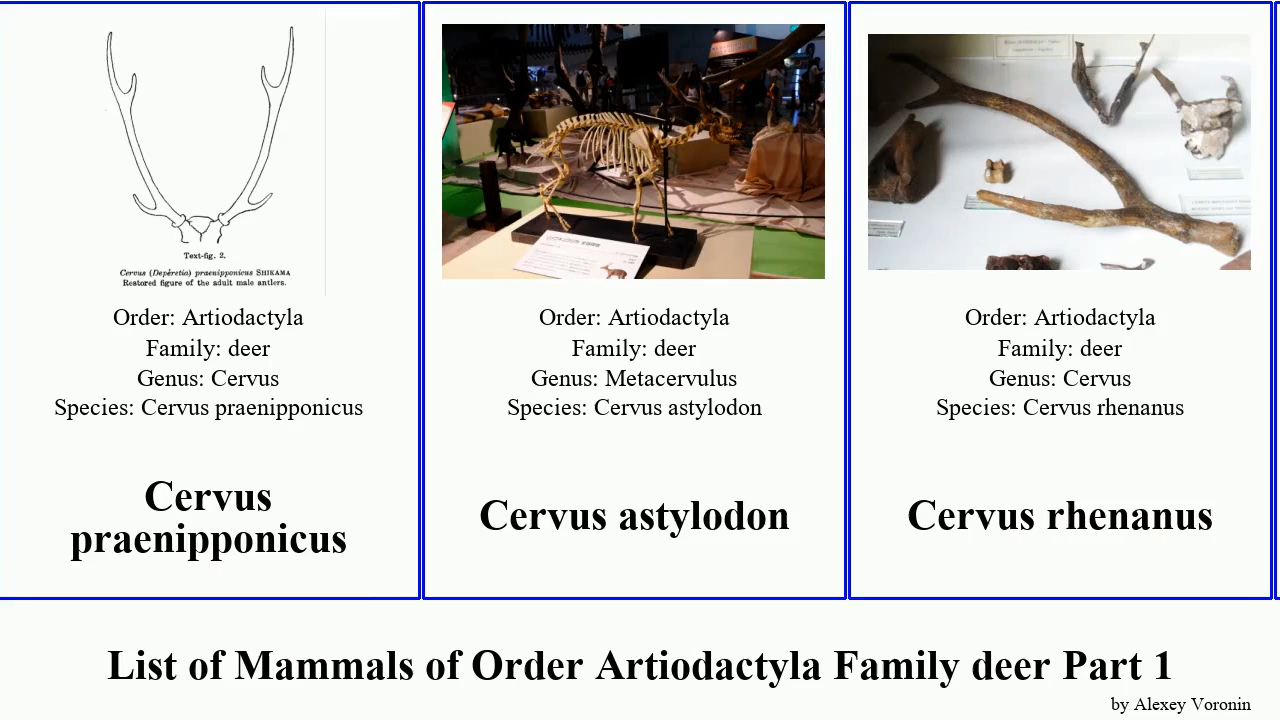 Text-fig. 2.
Cervus (Depéretia) praenipponicus SHIKAMA
Restored figure of the adult male antlers.
Order: Artiodactyla
Family: deer
Genus: Cervus
Species: Cervus praenipponicus
Cervus
praenipponicus
Order: Artiodactyla
Family: deer
Genus: Metacervulus
Species: Cervus astylodon
Cervus astylodon
Order: Artiodactyla
Family: deer
Genus: Cervus
Species: Cervus rhenanus
Cervus rhenanus
List of Mammals of Order Artiodactyla Family deer Part 1
by Alexey Voronin